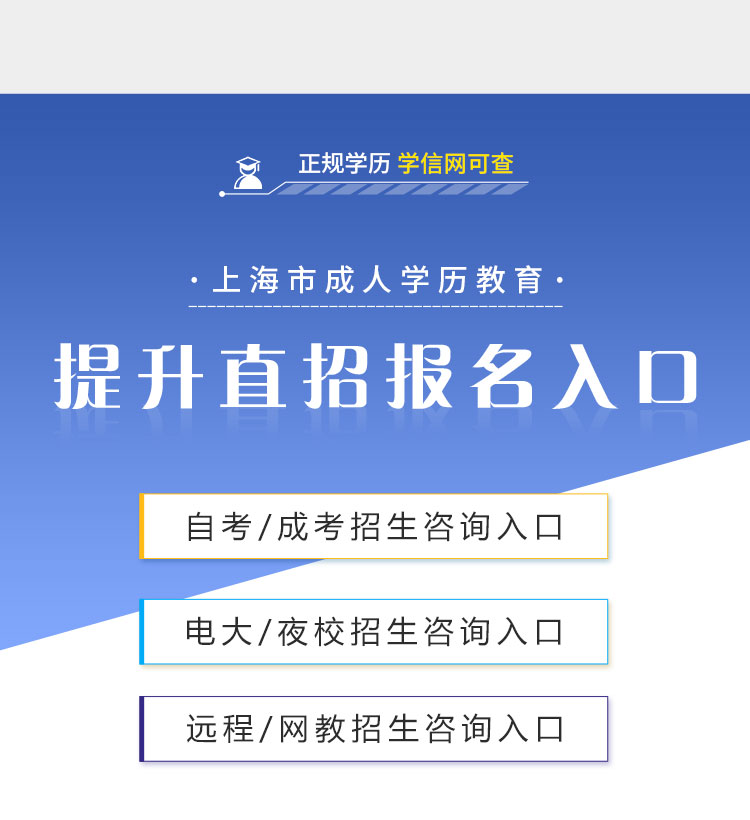 正规学历 学信网可查
·上海市成人学历教育·
提升直招报名入口
自考/成考招生咨询入口
电大/夜校招生咨询入口
远程/网教招生咨询入口